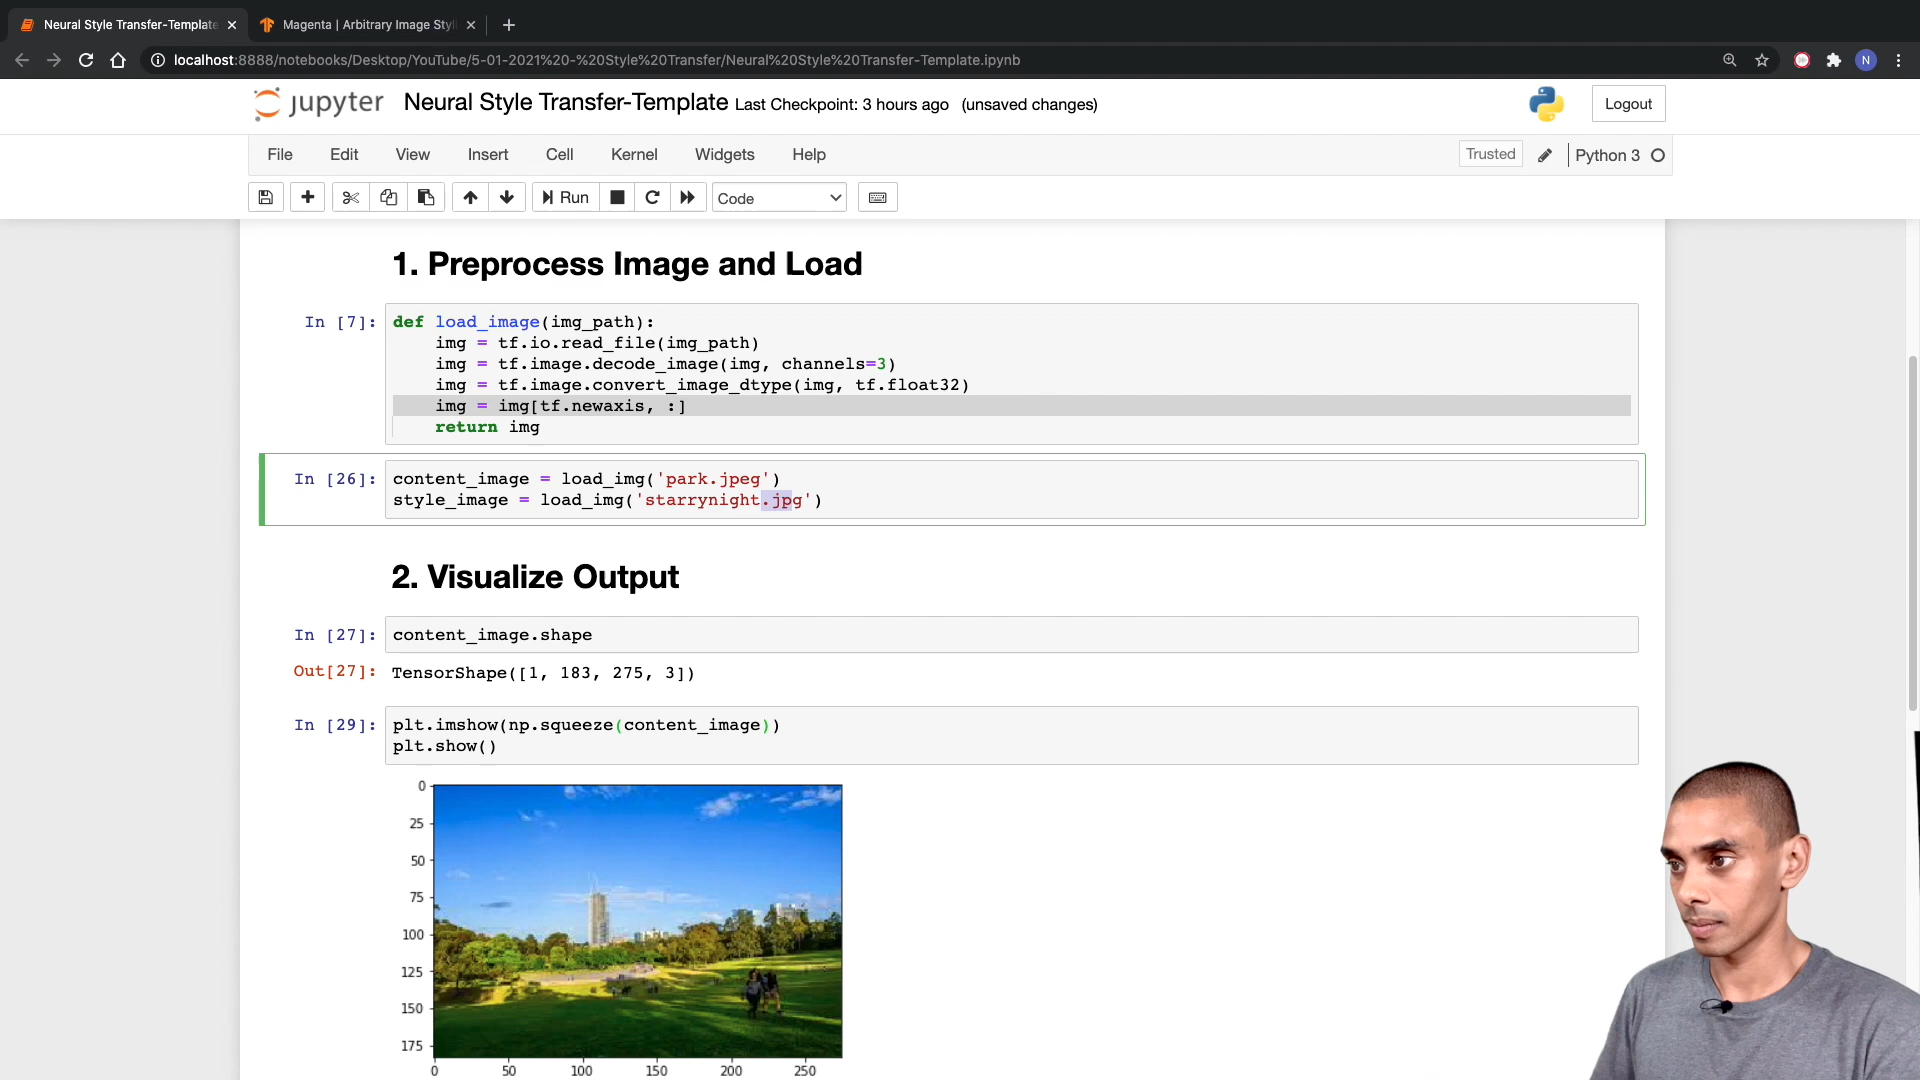 Neural Style Transfer-Template
Magenta | Arbitrary Image Styl
localhost:8888/notebooks/Desktop/YouTube/5-01-2021%20-%20Style%20Transfer/Neural%20Style%20Transfer-Template.ipynb
N
jupyter Neural Style Transfer-Template Last Checkpoint: 3 hours ago (unsaved changes)
Logout
File Edit View Insert Cell Kernel Widgets Help
Trusted Python 3
Run Code
1. Preprocess Image and Load
In [7]: def load_image(img_path):
img = tf.io.read_file(img_path)
img = tf.image.decode_image(img, channels=3)
img = tf.image.convert_image_dtype(img, tf.float32)
img = img[tf.newaxis, :]
return img
In [26]: content_image = load_img('park.jpeg')
style_image = load_img('starrynight.jpg')
2. Visualize Output
In [27]: content_image.shape
Out[27]: TensorShape([1, 183, 275, 3])
In [29]: plt.imshow(np.squeeze(content_image))
plt.show()
0
25
50
75
100
125
150
175
0 50 100 150 200 250